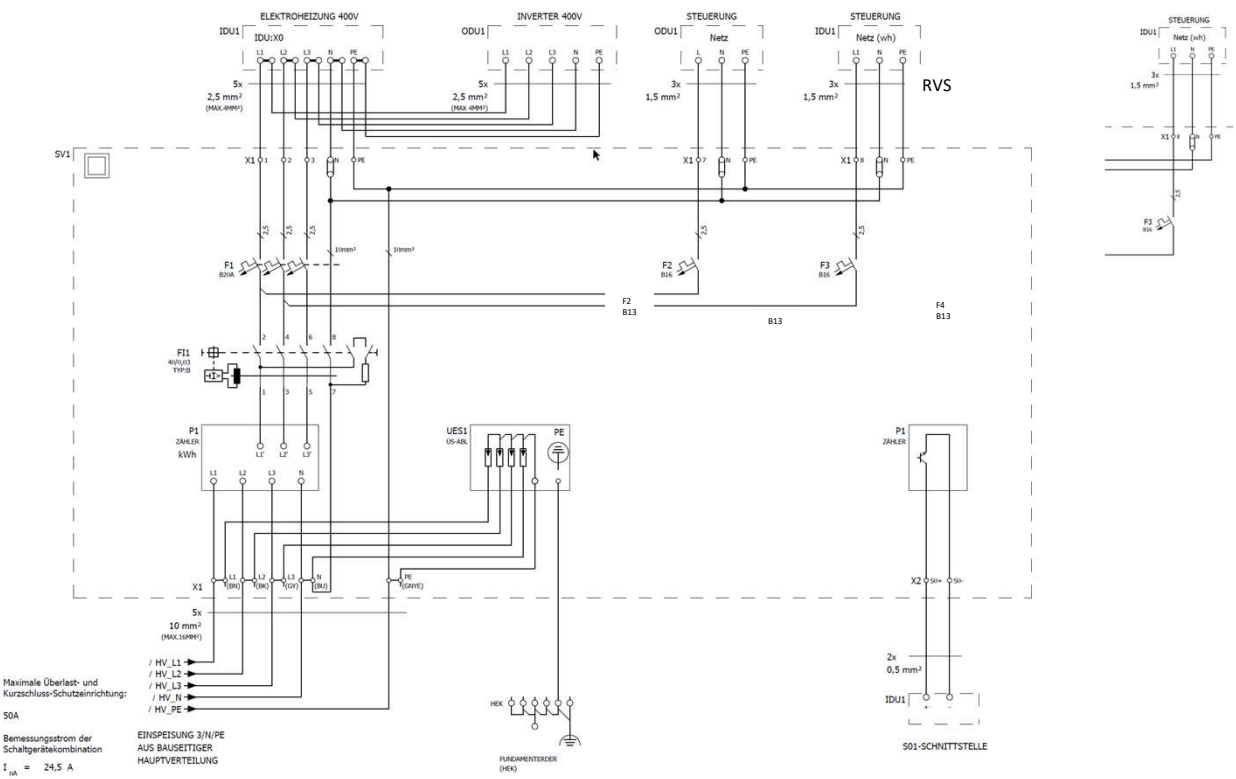 ELEKTROHEIZUNG 400V
IDU1
IDU:X0
L1 L2 L3 N PE
5x
2,5 mm²
(MAX.4MM²)
INVERTER 400V
ODU1
L1 L2 L3 N PE
5x
2,5 mm²
(MAX 4MM²)
STEUERUNG
ODU1
Netz
L N PE
3x
1,5 mm²
STEUERUNG
IDU1
Netz (wh)
L1 N PE
3x
1,5 mm²
RVS
STEUERUNG
IDU1
Netz (wh)
L1 N PE
3x
1,5 mm²
X1 8 N PE
2,5
F3
B16
SV1
X1 1 2 3 N PE
X1 7 N PE
X1 8 N PE
2,5 2,5 2,5
10mm²
10mm²
2,5
2,5
F1
B20A
F2
B16
F3
B16
F2
B13
B13
F4
B13
2 4 6 8
FI1
40/0,03
TYP:B
I>
1 3 5 7
P1
ZÄHLER
kWh
L1' L2' L3'
L1 L2 L3 N
UES1
ÜS-ABL
PE
P1
ZÄHLER
X1
L1
(BN)
L2
(BK)
L3
(GY)
N
(BU)
PE
(GNYE)
X2 S0+ S0-
5x
10 mm²
(MAX.16MM²)
/ HV_L1
/ HV_L2
/ HV_L3
/ HV_N
/ HV_PE
EINSPEISUNG 3/N/PE
AUS BAUSEITIGER
HAUPTVERTEILUNG
Maximale Überlast- und
Kurzschluss-Schutzeinrichtung:
50A
Bemessungsstrom der
Schaltgerätekombination
I nA = 24,5 A
HEK
FUNDAMENTERDER
(HEK)
2x
0,5 mm²
IDU1
+ -
S01-SCHNITTSTELLE